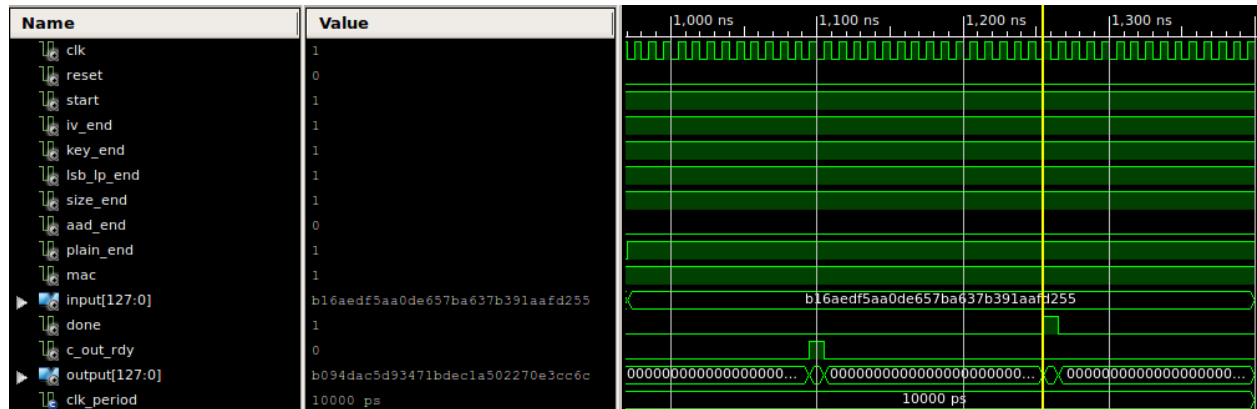 Name Value 1,000 ns 1,100 ns 1,200 ns 1,300 ns
clk 1
reset 0
start 1
iv_end 1
key_end 1
lsb_lp_end 1
size_end 1
aad_end 0
plain_end 1
mac 1
input[127:0] b16aedf5aa0de657ba637b391aafd255 b16aedf5aa0de657ba637b391aafd255
done 1
c_out_rdy 0
output[127:0] b094dac5d93471bdec1a502270e3cc6c 000000000000000000... 000000000000000000000... 000000000000000000...
clk_period 10000 ps 10000 ps